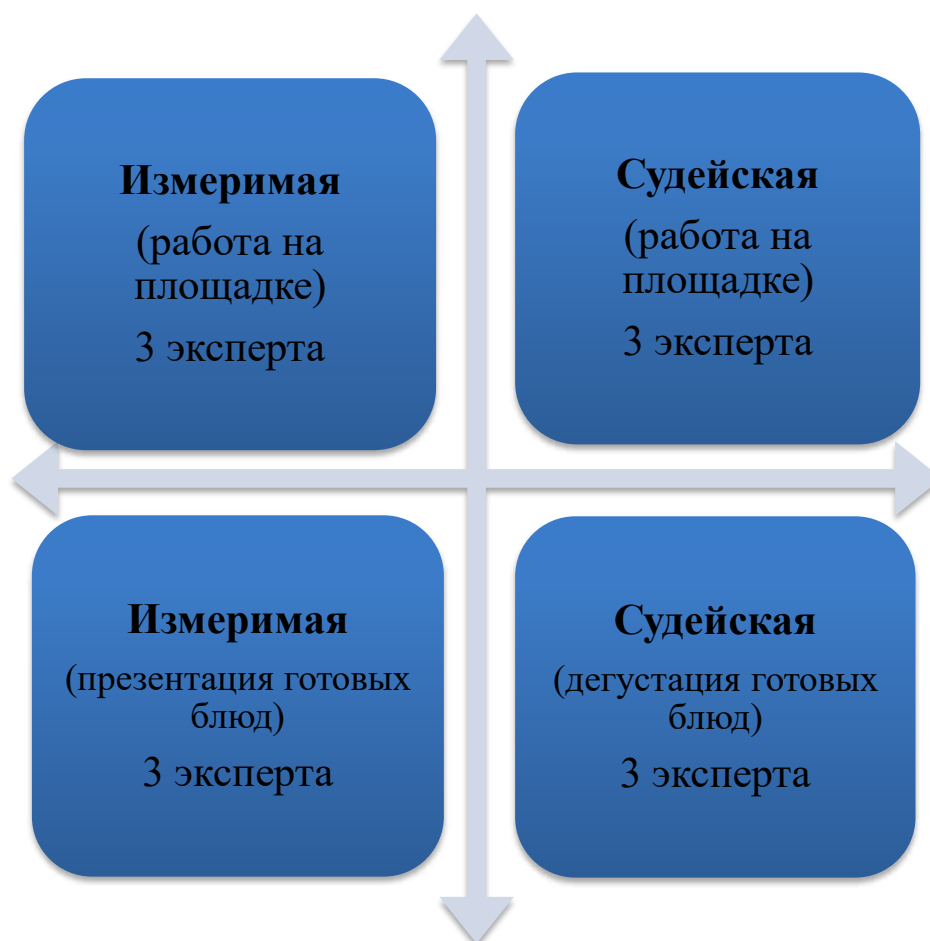 Измеримая
(работа на
площадке)
3 эксперта
Судейская
(работа на
площадке)
3 эксперта
Измеримая
(презентация готовых
блюд)
3 эксперта
Судейская
(дегустация готовых
блюд)
3 эксперта